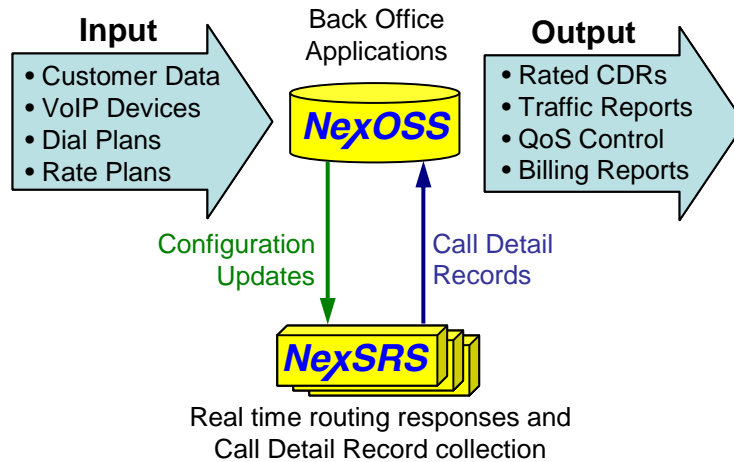 Input
• Customer Data
• VoIP Devices
• Dial Plans
• Rate Plans
Back Office
Applications
NexOSS
Output
• Rated CDRs
• Traffic Reports
• QoS Control
• Billing Reports
Configuration
Updates
Call Detail
Records
NexSRS
Real time routing responses and
Call Detail Record collection